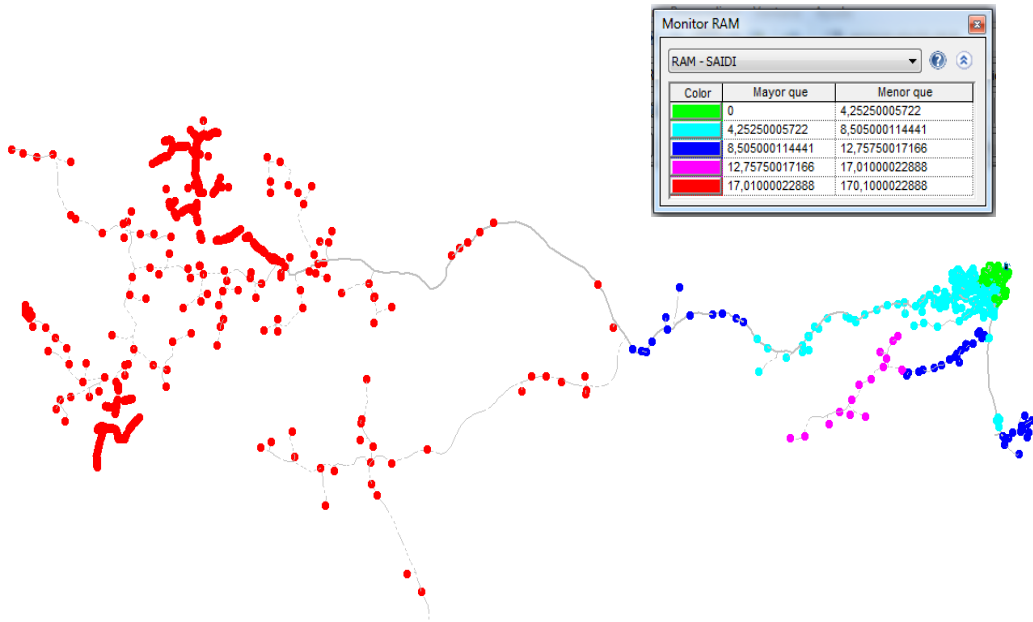 Monitor RAM
RAM - SAIDI
Color Mayor que Menor que
0 4,25250005722
4,25250005722 8,505000114441
8,505000114441 12,75750017166
12,75750017166 17,01000022888
17,01000022888 170,1000022888